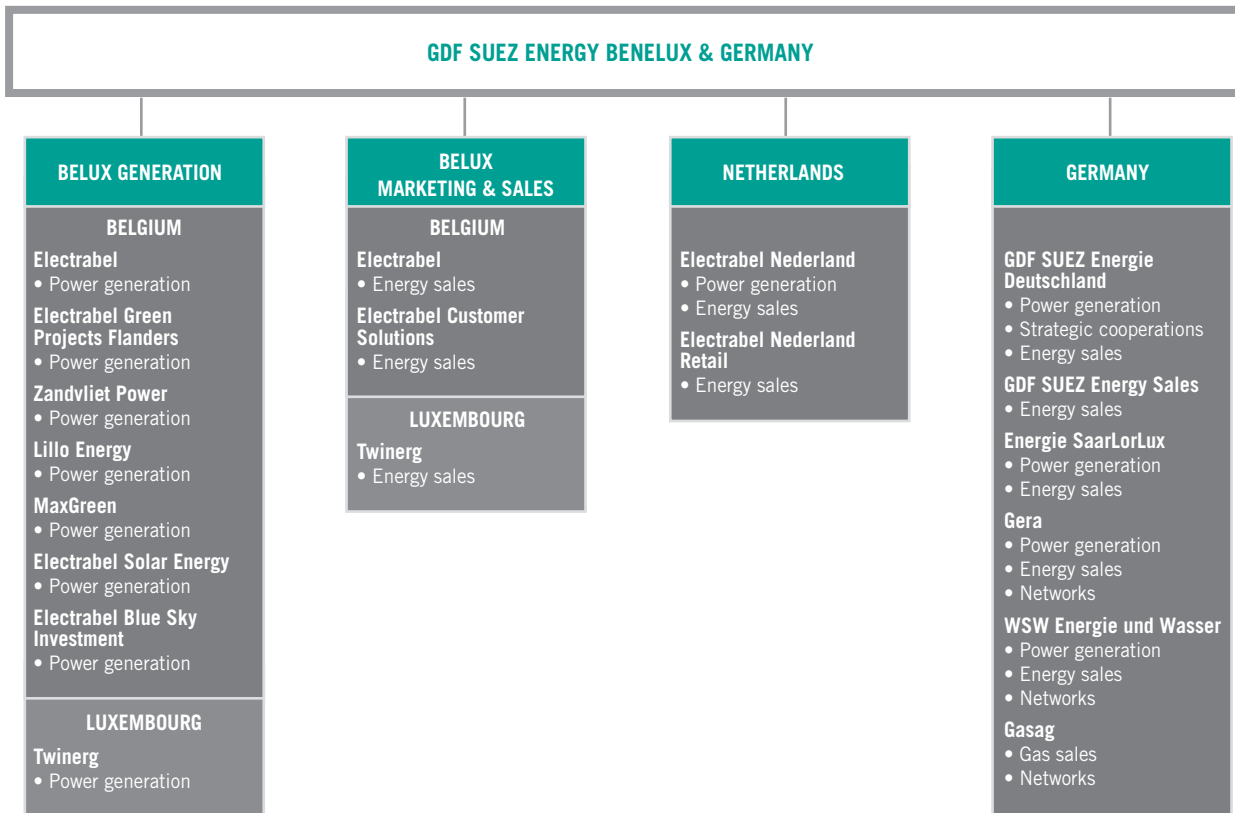 GDF SUEZ ENERGY BENELUX & GERMANY
BELUX GENERATION
BELGIUM
Electrabel
• Power generation
Electrabel Green
Projects Flanders
• Power generation
Zandvliet Power
• Power generation
Lillo Energy
• Power generation
MaxGreen
• Power generation
Electrabel Solar Energy
• Power generation
Electrabel Blue Sky
Investment
• Power generation
LUXEMBOURG
Twinerg
• Power generation
BELUX
MARKETING & SALES
BELGIUM
Electrabel
• Energy sales
Electrabel Customer
Solutions
• Energy sales
LUXEMBOURG
Twinerg
• Energy sales
NETHERLANDS
Electrabel Nederland
• Power generation
• Energy sales
Electrabel Nederland
Retail
• Energy sales
GERMANY
GDF SUEZ Energie
Deutschland
• Power generation
• Strategic cooperations
• Energy sales
GDF SUEZ Energy Sales
• Energy sales
Energie SaarLorLux
• Power generation
• Energy sales
Gera
• Power generation
• Energy sales
• Networks
WSW Energie und Wasser
• Power generation
• Energy sales
• Networks
Gasag
• Gas sales
• Networks